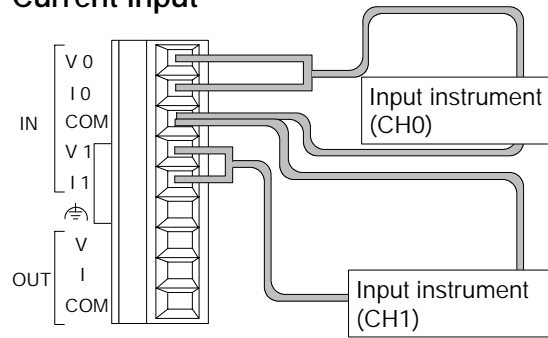 Current input
V 0
I 0
COM
V 1
I 1
V
I
COM
IN
OUT
Input instrument
(CH0)
Input instrument
(CH1)